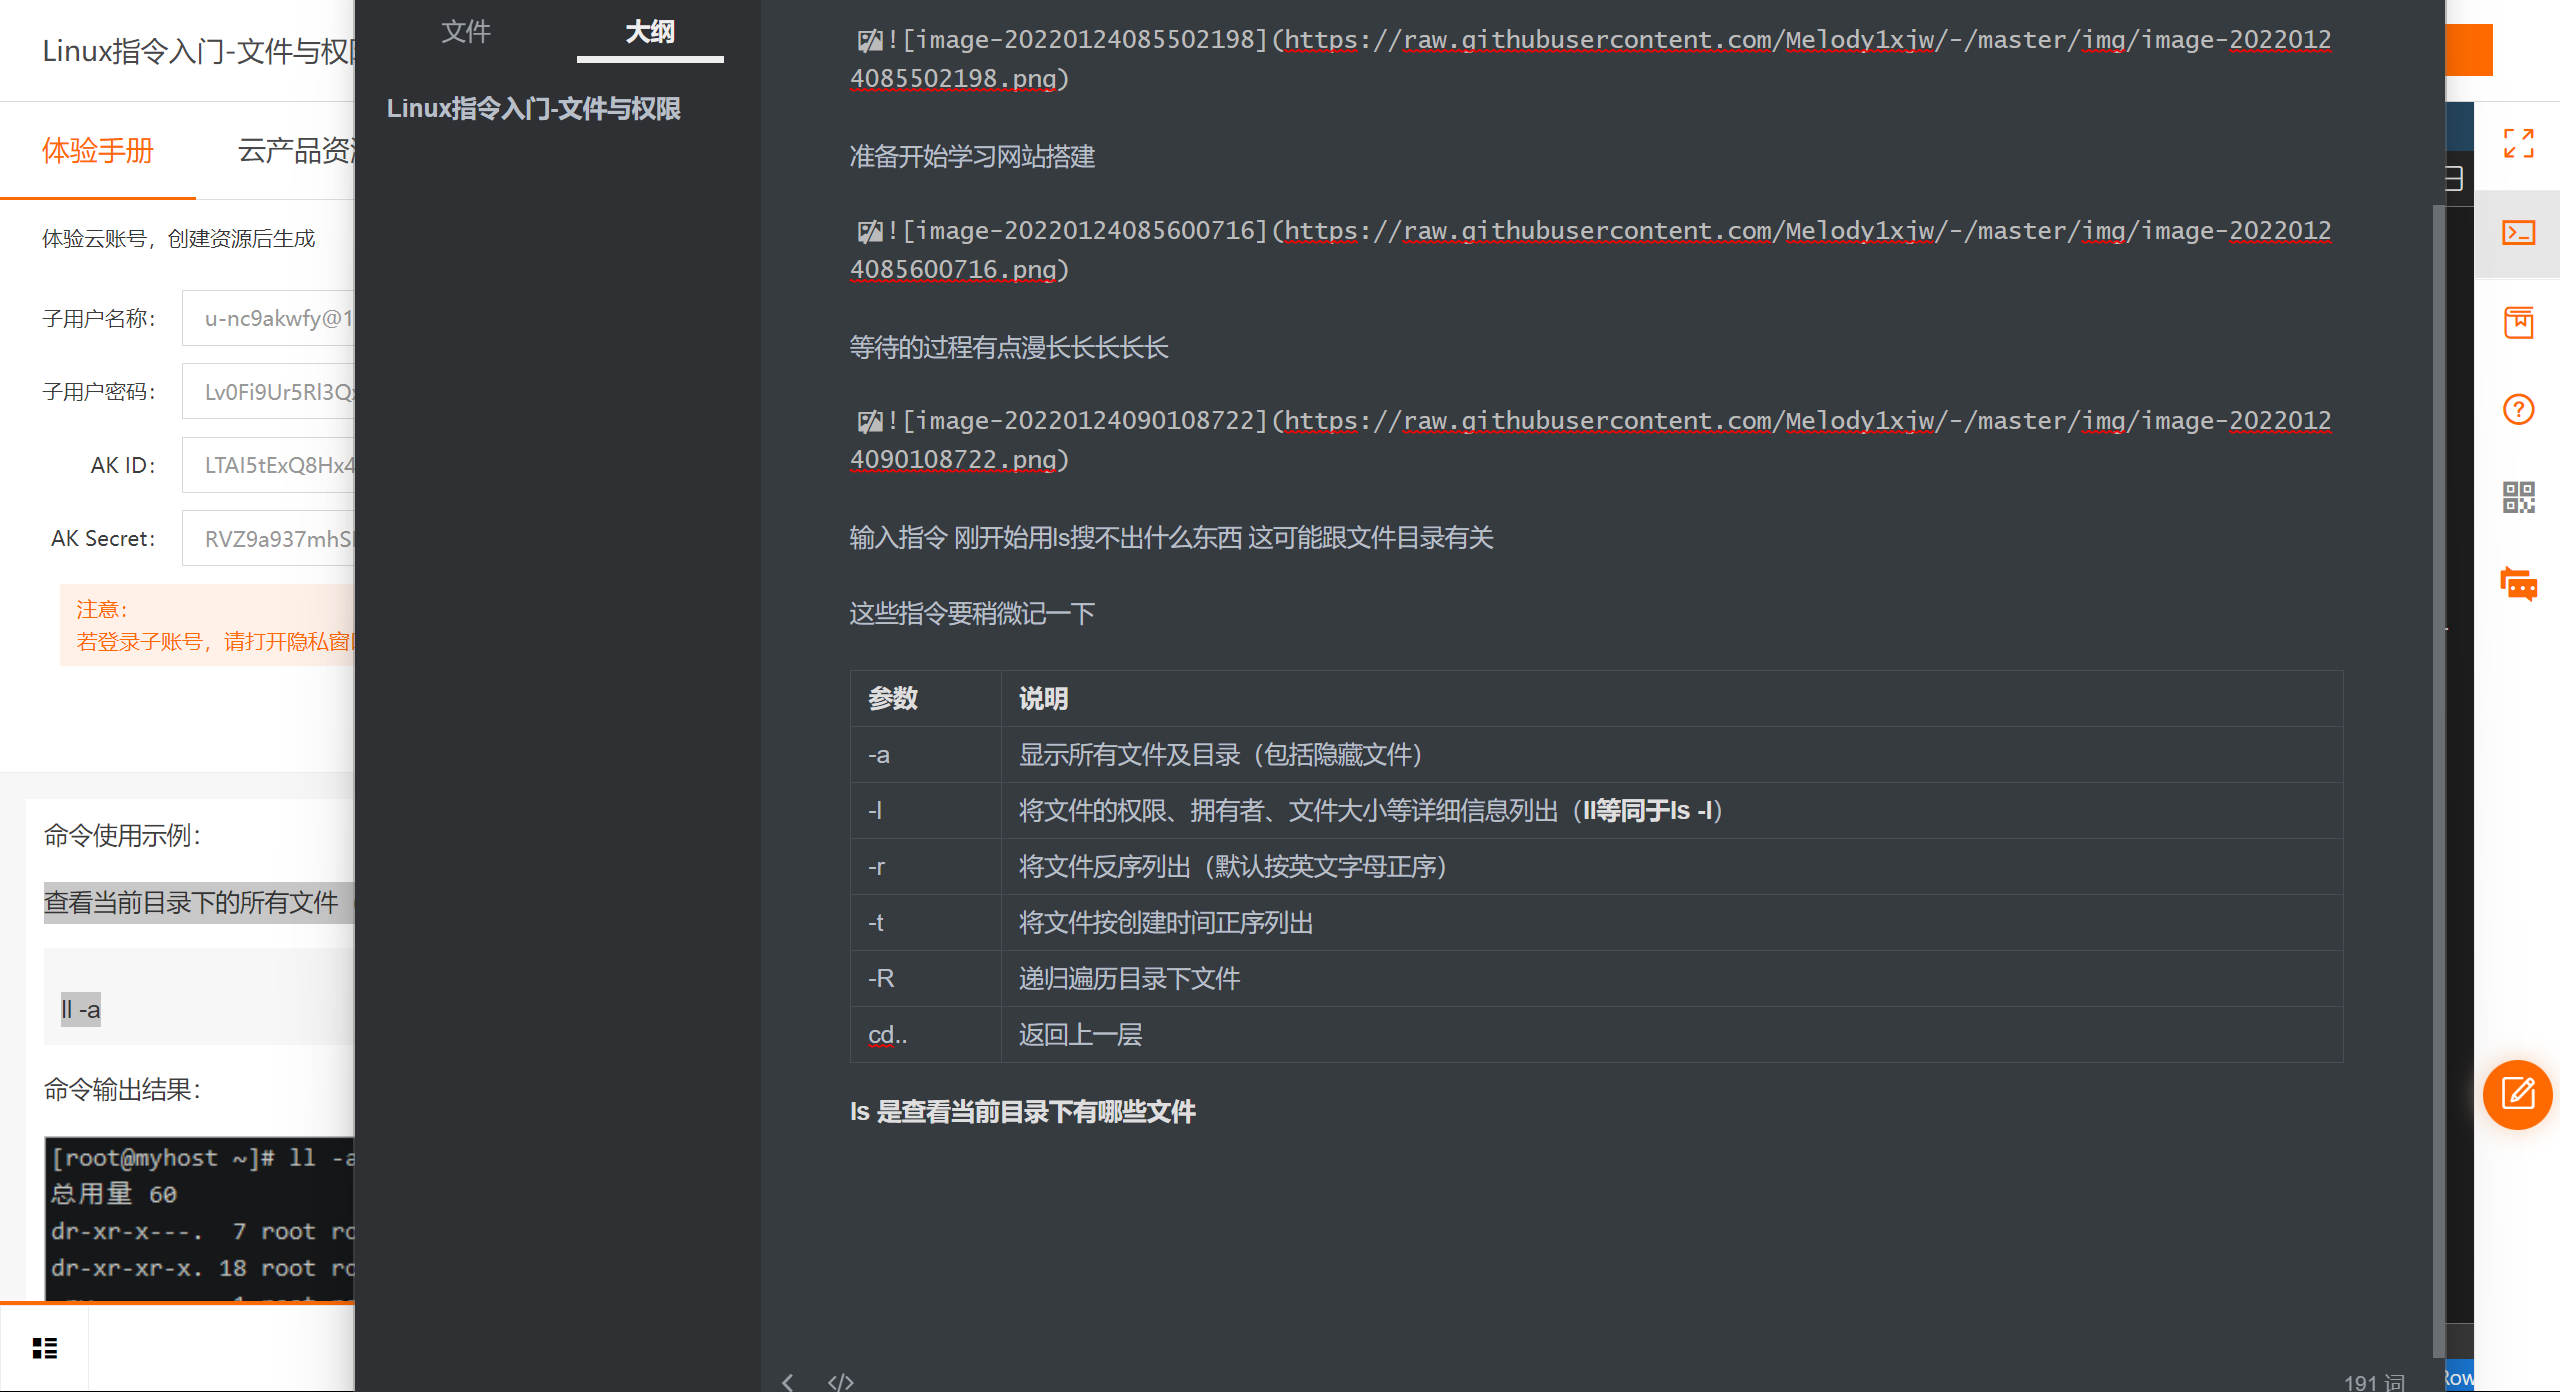 Linux指令入门-文件与权
体验手册
云产品资
体验云账号，创建资源后生成
子用户名称：
u-nc9akwfy@1
子用户密码：
Lv0Fi9Ur5Rl3Q
AK ID：
LTAI5tExQ8Hx4
AK Secret：
RVZ9a937mhS
注意：
若登录子账号，请打开隐私窗
命令使用示例：
查看当前目录下的所有文件（
ll -a
命令输出结果：
[root@myhost ~]# ll -a
总用量 60
dr-xr-x---. 7 root ro
dr-xr-xr-x. 18 root ro
文件
大纲
Linux指令入门-文件与权限
![image-20220124085502198](https://raw.githubusercontent.com/Melody1xjw/-/master/img/image-2022012
4085502198.png)
准备开始学习网站搭建
![image-20220124085600716](https://raw.githubusercontent.com/Melody1xjw/-/master/img/image-2022012
4085600716.png)
等待的过程有点漫长长长长长
![image-20220124090108722](https://raw.githubusercontent.com/Melody1xjw/-/master/img/image-2022012
4090108722.png)
输入指令 刚开始用ls搜不出什么东西 这可能跟文件目录有关
这些指令要稍微记一下
参数 说明
-a 显示所有文件及目录（包括隐藏文件）
-l 将文件的权限、拥有者、文件大小等详细信息列出（ll等同于ls -l）
-r 将文件反序列出（默认按英文字母正序）
-t 将文件按创建时间正序列出
-R 递归遍历目录下文件
cd.. 返回上一层
ls 是查看当前目录下有哪些文件
191 词